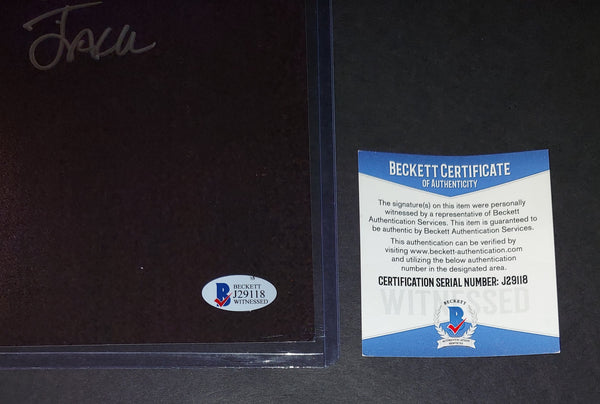 BECKETT
J29118
WITNESSED
BECKETT CERTIFICATE
OF AUTHENTICITY
The signature(s) on this item were personally
witnessed by a representative of Beckett
Authentication Services. This item is guaranteed to
be authentic by Beckett Authentication Services.
This authentication can be verified by
visiting www.beckett-authentication.com
and utilizing the below authentication
number in the designated area.
CERTIFICATION SERIAL NUMBER: J29118
WITNESSED
BECKETT
B